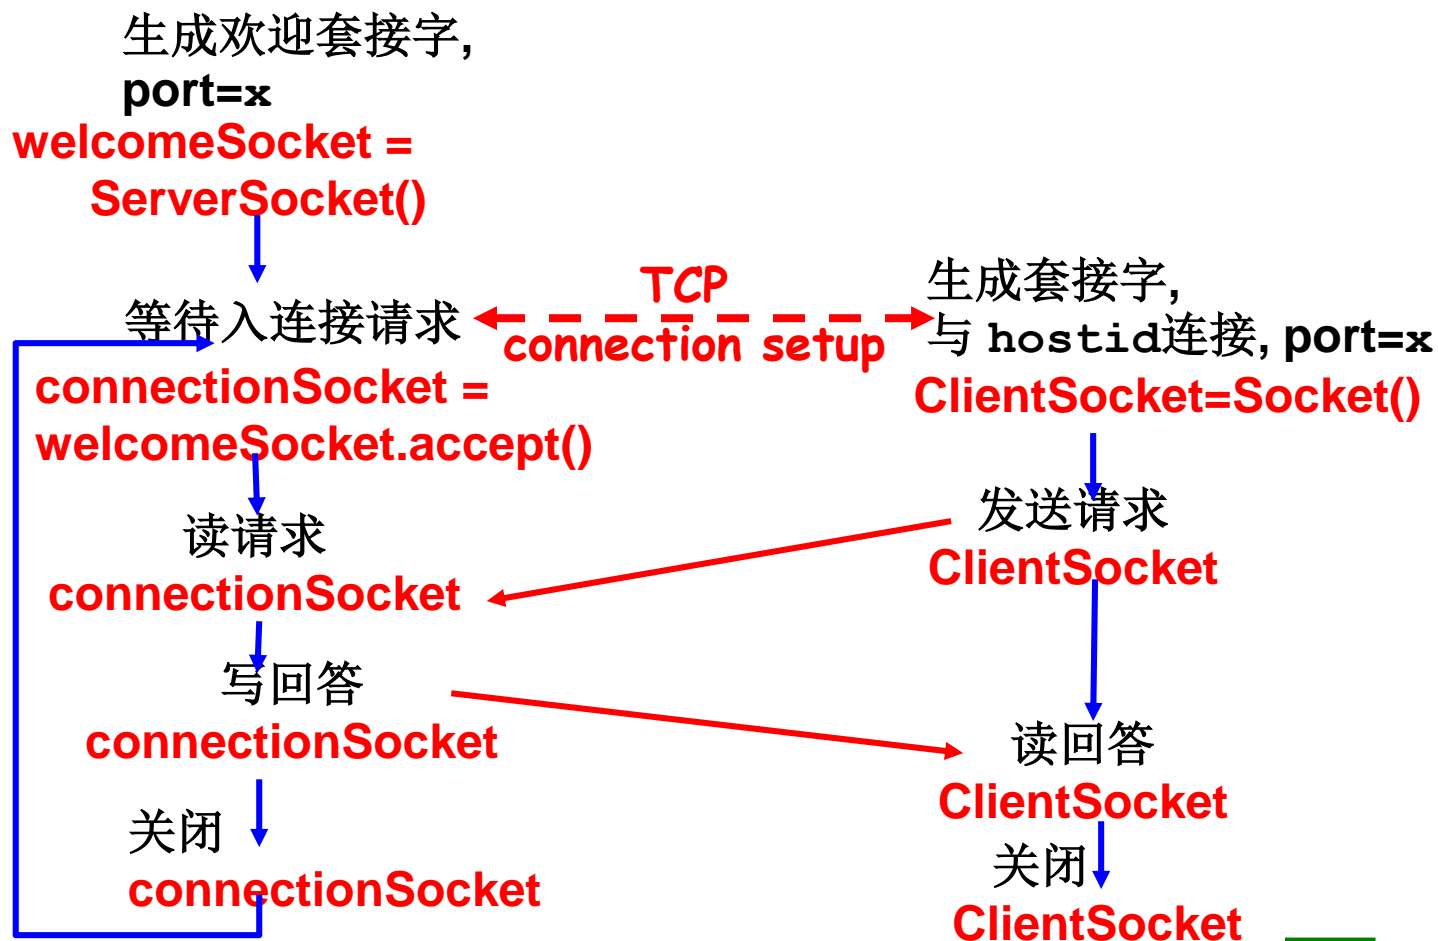 生成欢迎套接字,
port=x
welcomeSocket =
ServerSocket()
等待入连接请求
connectionSocket =
welcomeSocket.accept()
读请求
connectionSocket
写回答
connectionSocket
关闭
connectionSocket
TCP
connection setup
生成套接字,
与 hostid连接, port=x
ClientSocket=Socket()
发送请求
ClientSocket
读回答
ClientSocket
关闭
ClientSocket